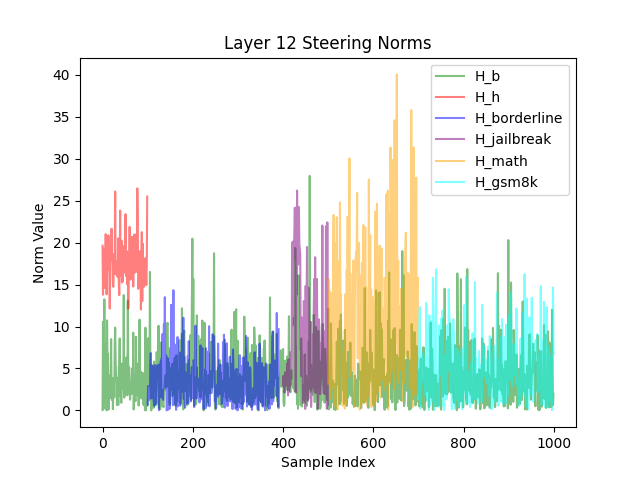 Layer 12 Steering Norms
Norm Value
40
35
30
25
20
15
10
5
0
0
200
400
600
800
1000
Sample Index
H_b
H_h
H_borderline
H_jailbreak
H_math
H_gsm8k